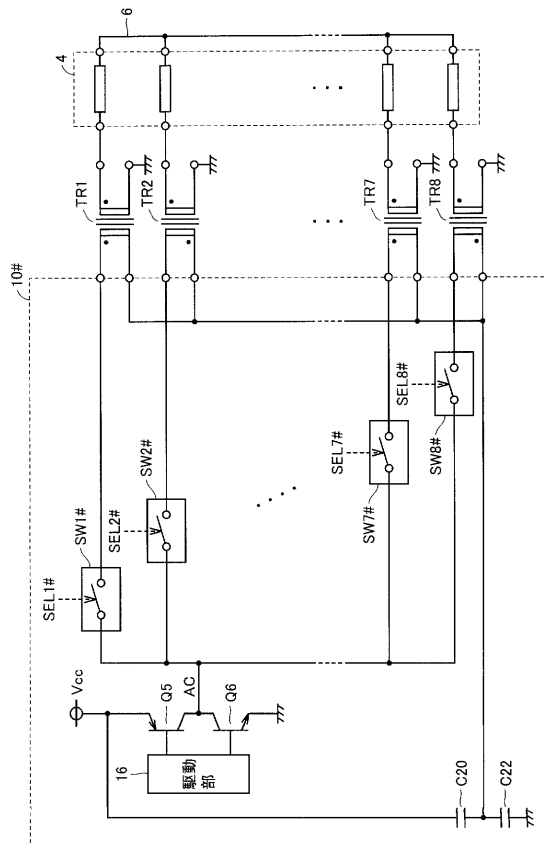 10#
TR1
4
6
TR2
SEL1#
SW1#
SEL2#
SW2#
. . .
. . .
. . . .
TR7
TR8
SEL7#
SW7#
SEL8#
SW8#
Vcc
Q5
AC
Q6
16
駆動
部
C20
C22